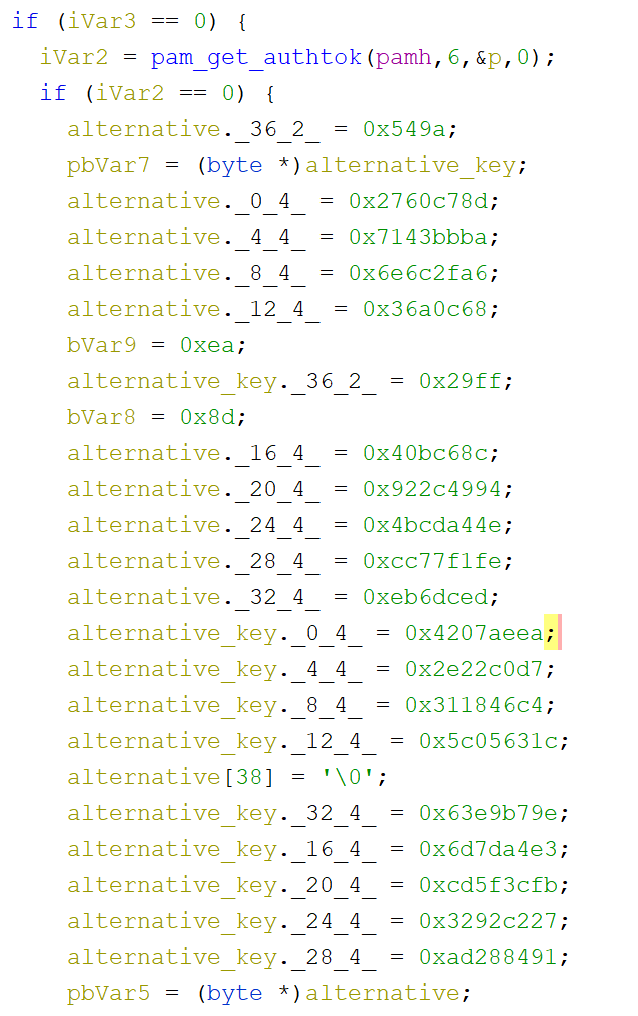 if (iVar3 == 0) {
iVar2 = pam_get_authtok(pamh,6,&p,0);
if (iVar2 == 0) {
alternative._36_2_ = 0x549a;
pbVar7 = (byte *)alternative_key;
alternative._0_4_ = 0x2760c78d;
alternative._4_4_ = 0x7143bbba;
alternative._8_4_ = 0x6e6c2fa6;
alternative._12_4_ = 0x36a0c68;
bVar9 = 0xea;
alternative_key._36_2_ = 0x29ff;
bVar8 = 0x8d;
alternative._16_4_ = 0x40bc68c;
alternative._20_4_ = 0x922c4994;
alternative._24_4_ = 0x4bcda44e;
alternative._28_4_ = 0xcc77f1fe;
alternative._32_4_ = 0xeb6dced;
alternative_key._0_4_ = 0x4207aeea;
alternative_key._4_4_ = 0x2e22c0d7;
alternative_key._8_4_ = 0x311846c4;
alternative_key._12_4_ = 0x5c05631c;
alternative[38] = '\0';
alternative_key._32_4_ = 0x63e9b79e;
alternative_key._16_4_ = 0x6d7da4e3;
alternative_key._20_4_ = 0xcd5f3cfb;
alternative_key._24_4_ = 0x3292c227;
alternative_key._28_4_ = 0xad288491;
pbVar5 = (byte *)alternative;